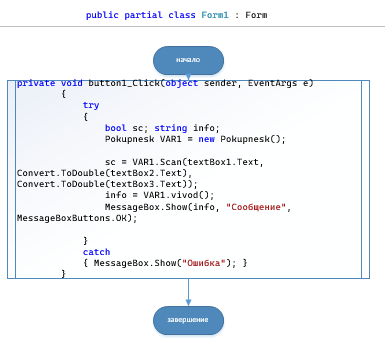 public partial class Form1 : Form
начало
private void button1_Click(object sender, EventArgs e)
{
try
{
bool sc; string info;
Pokupnesk VAR1 = new Pokupnesk();
sc = VAR1.Scan(textBox1.Text,
Convert.ToDouble(textBox2.Text),
Convert.ToDouble(textBox3.Text));
info = VAR1.vivod();
MessageBox.Show(info, "Сообщение",
MessageBoxButtons.OK);
}
catch
{ MessageBox.Show("Ошибка"); }
}
завершение